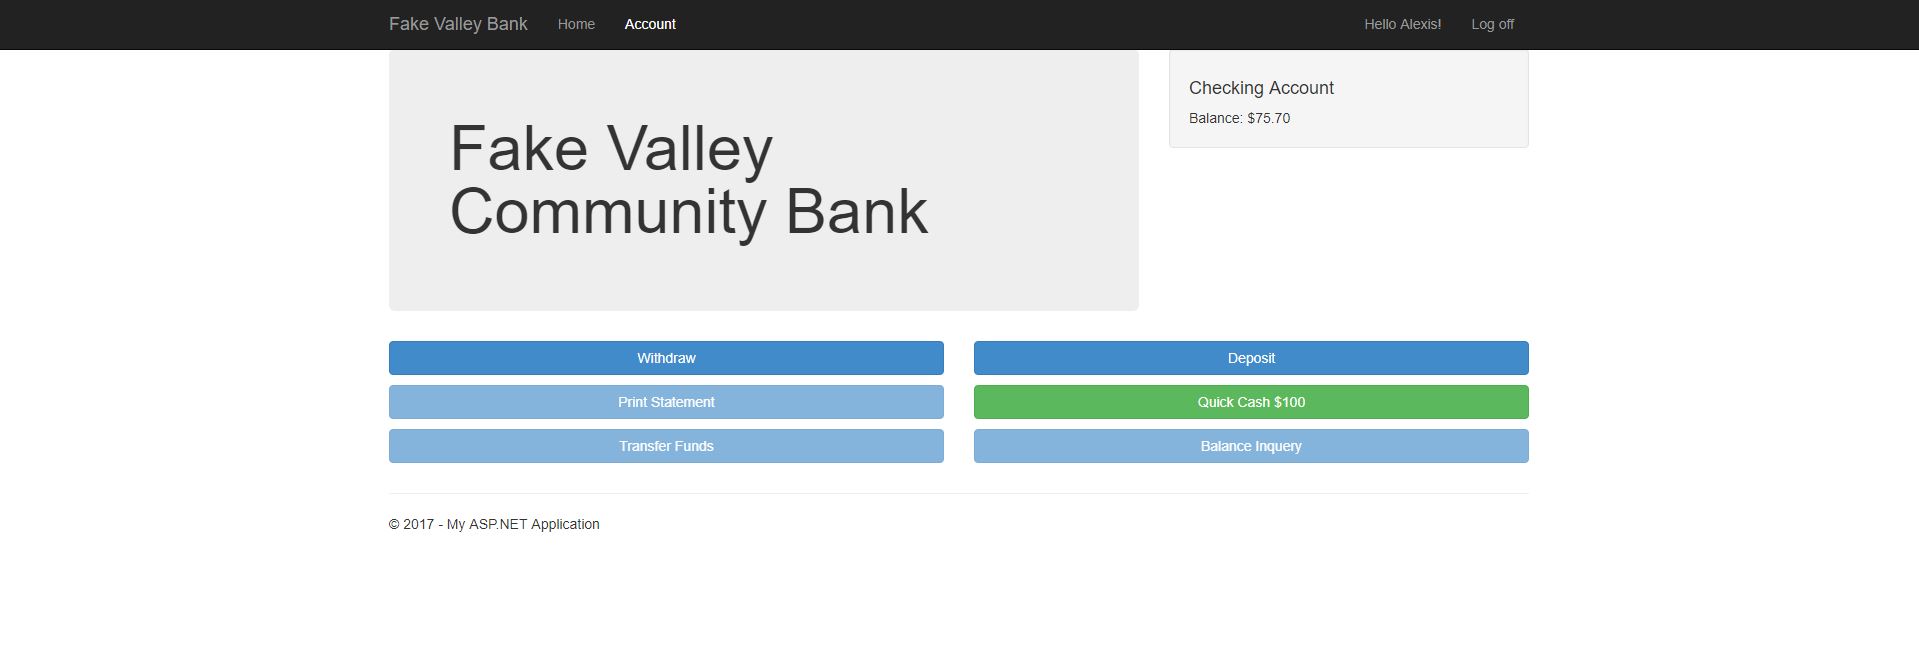 Fake Valley Bank Home Account Hello Alexis! Log off
Fake Valley
Community Bank
Checking Account
Balance: $75.70
Withdraw
Deposit
Print Statement
Quick Cash $100
Transfer Funds
Balance Inquery
© 2017 - My ASP.NET Application